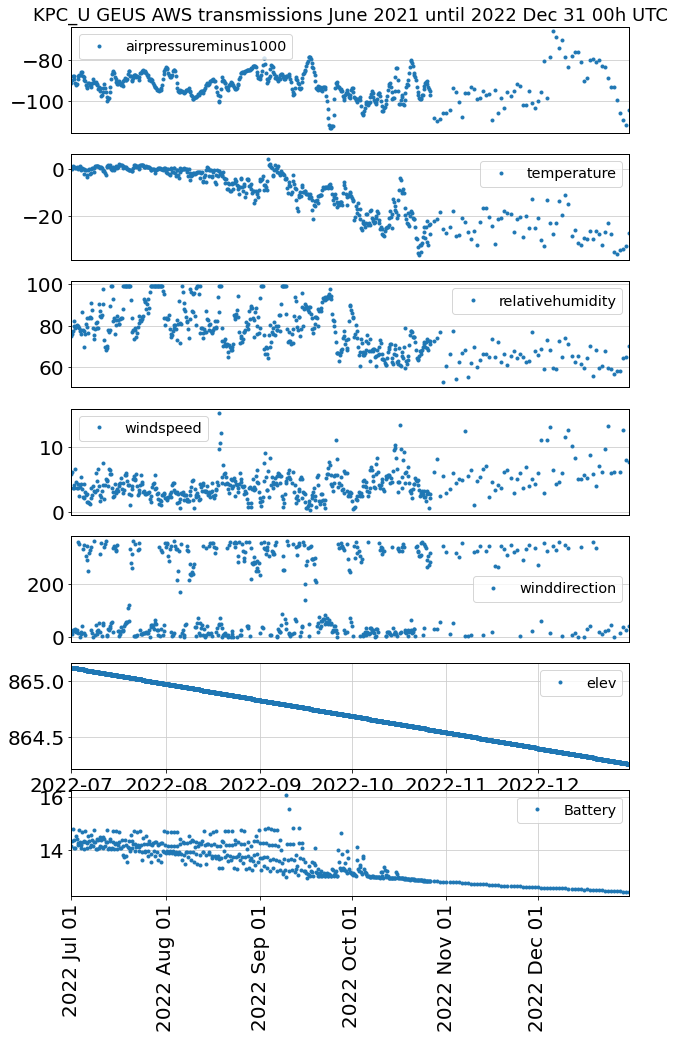 KPC_U GEUS AWS transmissions June 2021 until 2022 Dec 31 00h UTC
−80
−100
airpressureminus1000
0
−20
temperature
100
80
60
relativehumidity
10
0
windspeed
200
0
winddirection
865.0
864.5
elev
2022-07 2022-08 2022-09 2022-10 2022-11 2022-12
16
14
Battery
2022 Jul 01
2022 Aug 01
2022 Sep 01
2022 Oct 01
2022 Nov 01
2022 Dec 01